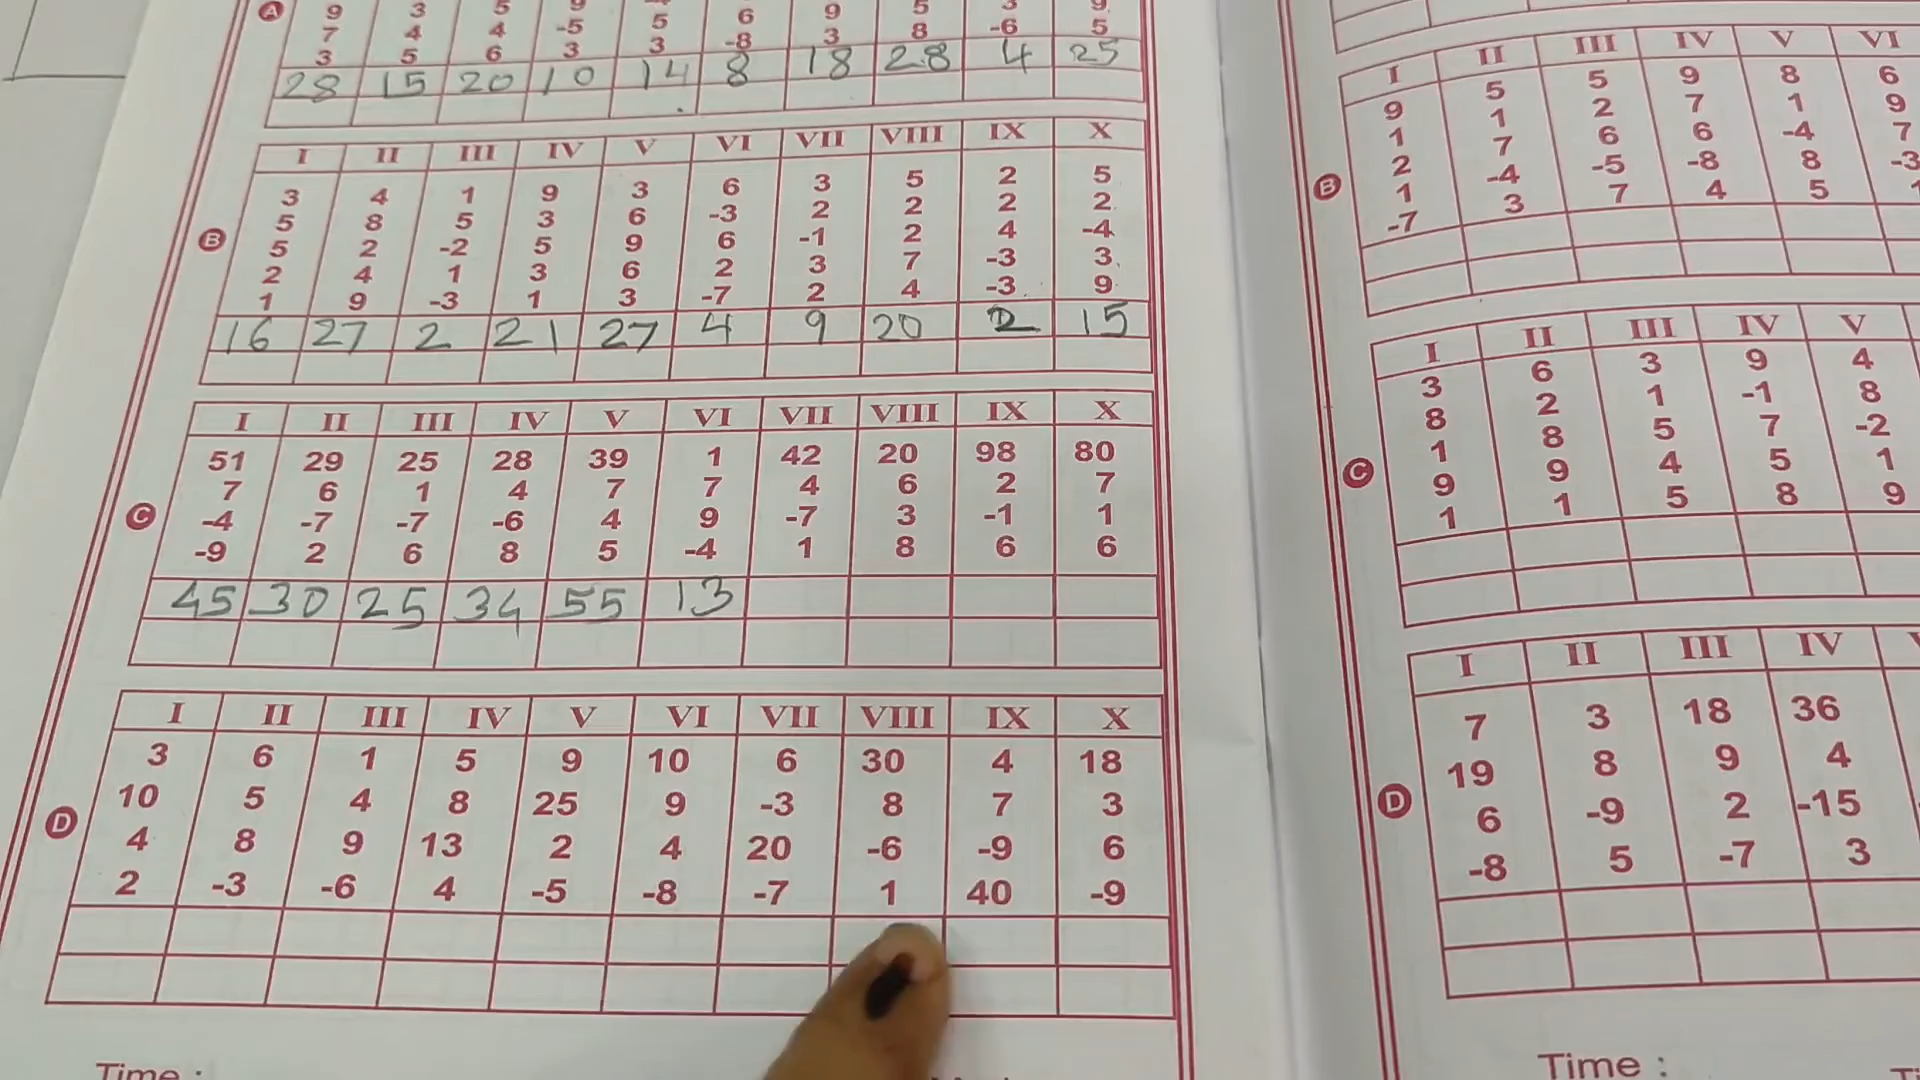 A 9 3 5 9 6 9 5 3 9
7 4 4 -5 5 -8 3 8 -6 5
3 5 6 3 3
28 15 20 10 14 8 18 28 4 25
B
I II III IV V VI VII VIII IX X
3 4 1 9 3 6 3 5 2 5
5 8 5 3 6 -3 2 2 2 2
5 2 -2 5 9 6 -1 2 4 -4
2 4 1 3 6 2 3 7 -3 3
1 9 -3 1 3 -7 2 4 -3 9
16 27 2 21 27 4 9 20 2 15
C
I II III IV V VI VII VIII IX X
51 29 25 28 39 1 42 20 98 80
7 6 1 4 7 7 4 6 2 7
-4 -7 -7 -6 4 9 -7 3 -1 1
-9 2 6 8 5 -4 1 8 6 6
45 30 25 34 55 13
D
I II III IV V VI VII VIII IX X
3 6 1 5 9 10 6 30 4 18
10 5 4 8 25 9 -3 8 7 3
4 8 9 13 2 4 20 -6 -9 6
2 -3 -6 4 -5 -8 -7 1 40 -9
Time :
B
I II III IV V VI
9 5 5 9 8 6
1 1 2 7 1 9
2 7 6 6 -4 7
1 -4 -5 -8 8 -3
-7 3 7 4 5
C
I II III IV V
3 6 3 9 4
8 2 1 -1 8
1 8 5 7 -2
9 9 4 5 1
1 1 5 8 9
D
I II III IV
7 3 18 36
19 8 9 4
6 -9 2 -15
-8 5 -7 3
Time :